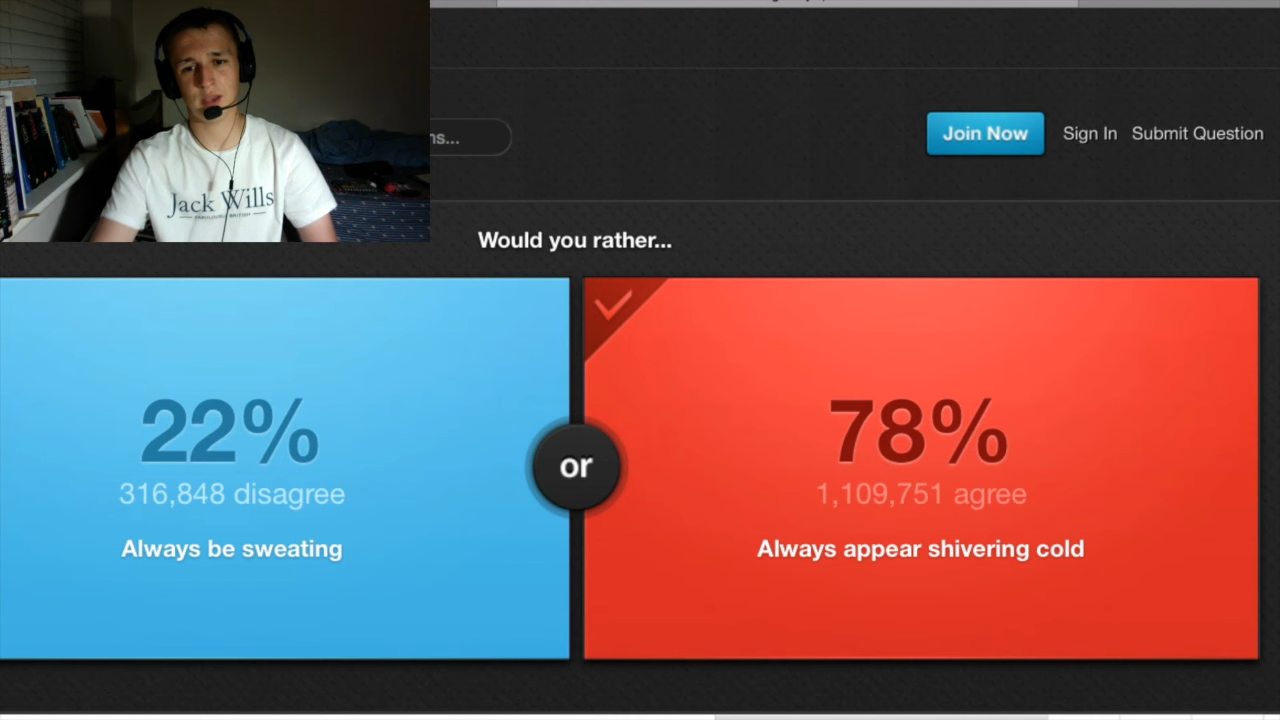 Jack Wills
ns...
Join Now
Sign In
Submit Question
Would you rather...
22%
316,848 disagree
Always be sweating
or
78%
1,109,751 agree
Always appear shivering cold